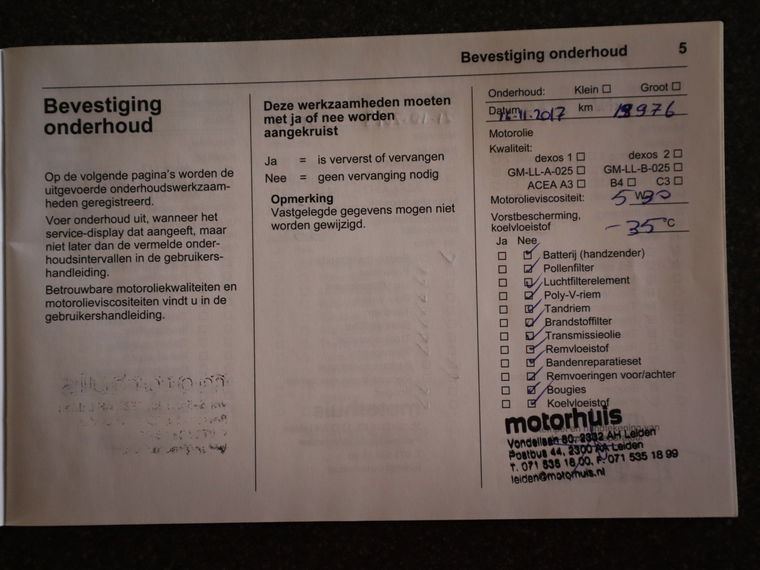 Bevestiging onderhoud 5
Bevestiging
onderhoud
Op de volgende pagina's worden de
uitgevoerde onderhoudswerkzaam-
heden geregistreerd.
Voer onderhoud uit, wanneer het
service-display dat aangeeft, maar
niet later dan de vermelde onder-
houdsintervallen in de gebruikers-
handleiding.
Betrouwbare motoroliekwaliteiten en
motorolieviscositeiten vindt u in de
gebruikershandleiding.
Deze werkzaamheden moeten
met ja of nee worden
aangekruist
Ja = is ververst of vervangen
Nee = geen vervanging nodig
Opmerking
Vastgelegde gegevens mogen niet
worden gewijzigd.
Onderhoud: Klein Groot
Datum 16-11-2017 km 18976
Motorolie
Kwaliteit:
dexos 1 dexos 2
GM-LL-A-025 GM-LL-B-025
ACEA A3 B4 C3
Motorolieviscositeit: 5 W 30
Vorstbescherming,
koelvloeistof -35 °C
Ja Nee
Batterij (handzender)
Pollenfilter
Luchtfilterelement
Poly-V-riem
Tandriem
Brandstoffilter
Transmissieolie
Remvloeistof
Bandenreparatieset
Remvoeringen voor/achter
Bougies
Koelvloeistof
motorhuis
Vondellaan 80, 2332 AH Leiden
Postbus 44, 2300 AA Leiden
T. 071 535 18 00, F. 071 535 18 99
leiden@motorhuis.nl